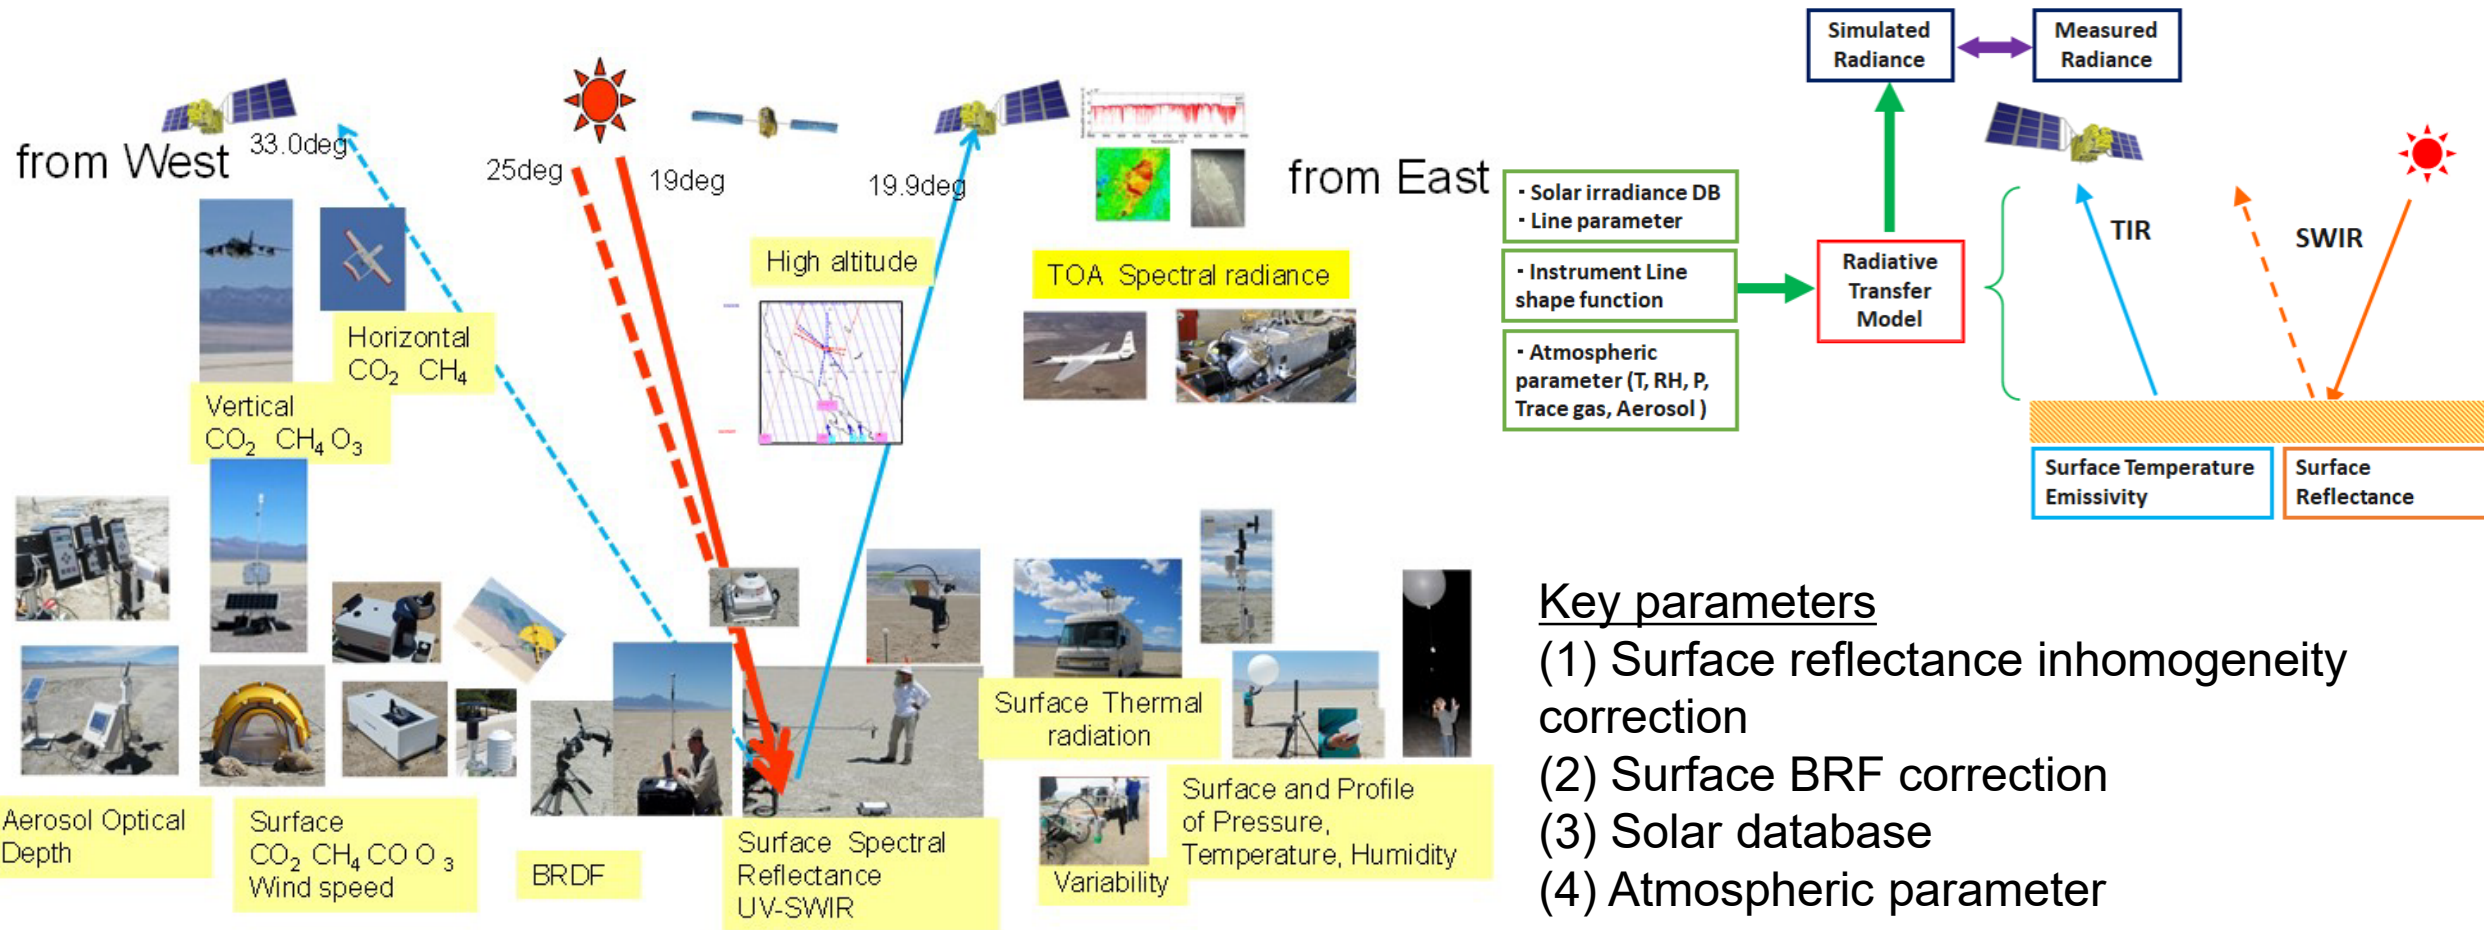 from West
33.0deg
25deg
19deg
19.9deg
from East
High altitude
TOA Spectral radiance
Horizontal
CO₂ CH₄
Vertical
CO₂ CH₄ O₃
Aerosol Optical
Depth
Surface
CO₂ CH₄ CO O₃
Wind speed
BRDF
Surface Spectral
Reflectance
UV-SWIR
Surface Thermal
radiation
Variability
Surface and Profile
of Pressure,
Temperature, Humidity
Simulated
Radiance
Measured
Radiance
· Solar irradiance DB
· Line parameter
· Instrument Line
shape function
· Atmospheric
parameter (T, RH, P,
Trace gas, Aerosol )
Radiative
Transfer
Model
TIR
SWIR
Surface Temperature
Emissivity
Surface
Reflectance
Key parameters
(1) Surface reflectance inhomogeneity
correction
(2) Surface BRF correction
(3) Solar database
(4) Atmospheric parameter